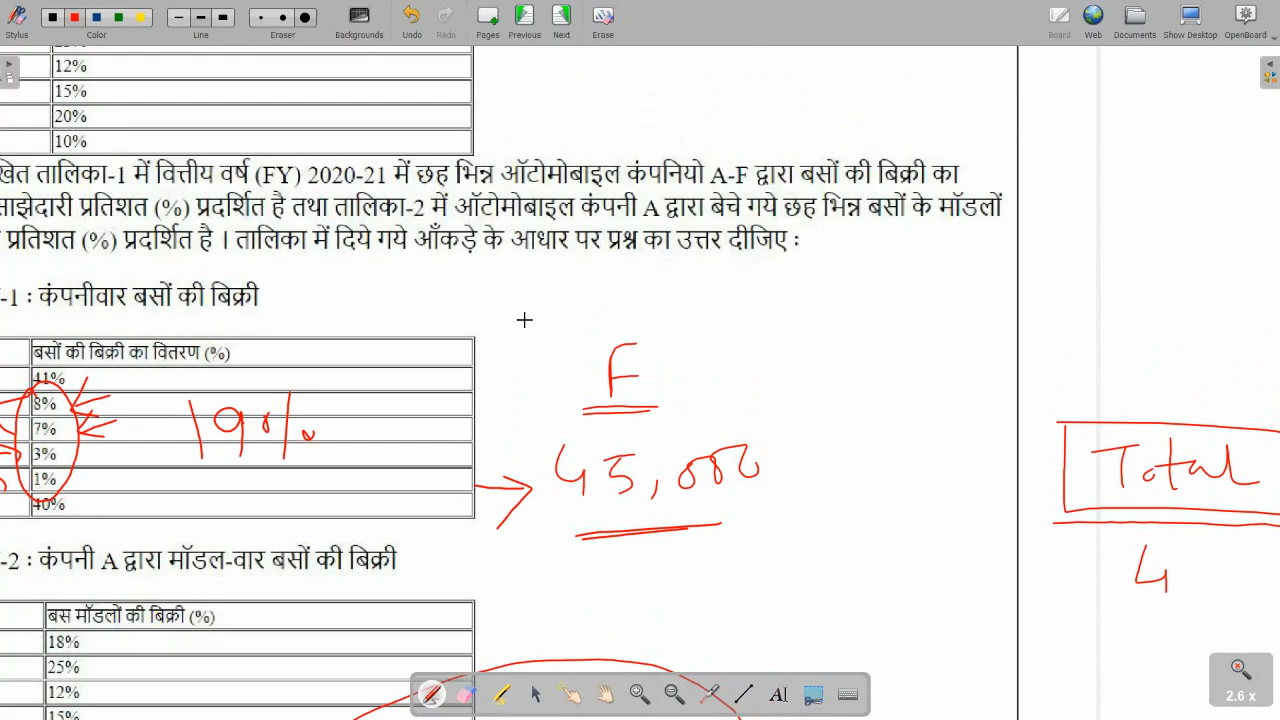 Stylus
Color
Line
Eraser
Backgrounds
Undo
Redo
Pages
Previous
Next
Erase
Board
Web
Documents
Show Desktop
OpenBoard
12%
15%
20%
10%
खित तालिका-1 में वित्तीय वर्ष (FY) 2020-21 में छह भिन्न ऑटोमोबाइल कंपनियो A-F द्वारा बसों की बिक्री का
साझेदारी प्रतिशत (%) प्रदर्शित है तथा तालिका-2 में ऑटोमोबाइल कंपनी A द्वारा बेचे गये छह भिन्न बसों के मॉडलों
प्रतिशत (%) प्रदर्शित है । तालिका में दिये गये आँकड़े के आधार पर प्रश्न का उत्तर दीजिए :
-1 : कंपनीवार बसों की बिक्री
बसों की बिक्री का वितरण (%)
41%
8%
7%
3%
1%
40%
19%
F
45,000
Total
4
-2 : कंपनी A द्वारा मॉडल-वार बसों की बिक्री
बस मॉडलों की बिक्री (%)
18%
25%
12%
15%
2.6 x